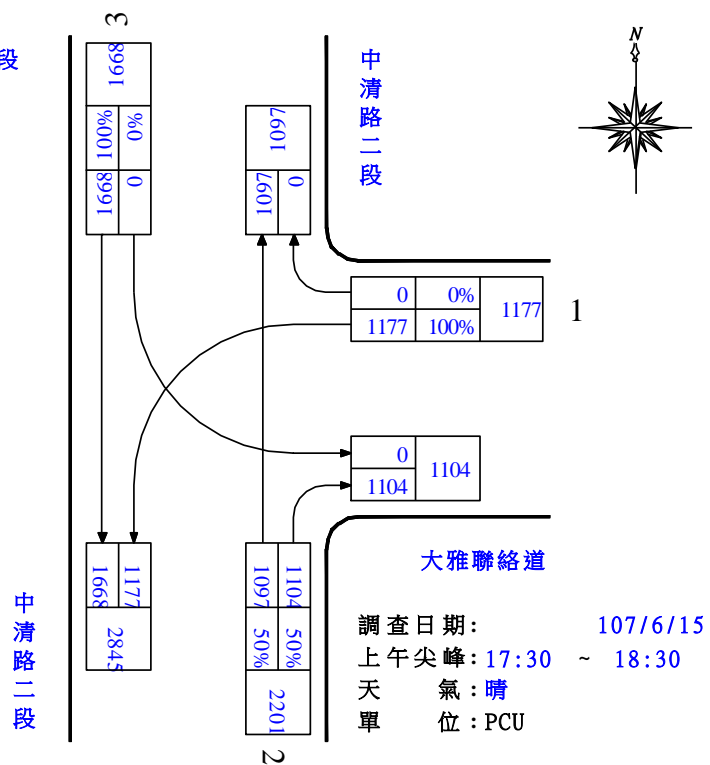 3
段
1668
100% 0%
1668 0
1097
1097 0
中清路二段
N
0 0% 1177
1177 100%
1
0 1104
1104
大雅聯絡道
1668 1177
2845
1097 1104
50% 50%
2201
2
中清路二段
調查日期: 107/6/15
上午尖峰: 17:30 ~ 18:30
天 氣:晴
單 位:PCU